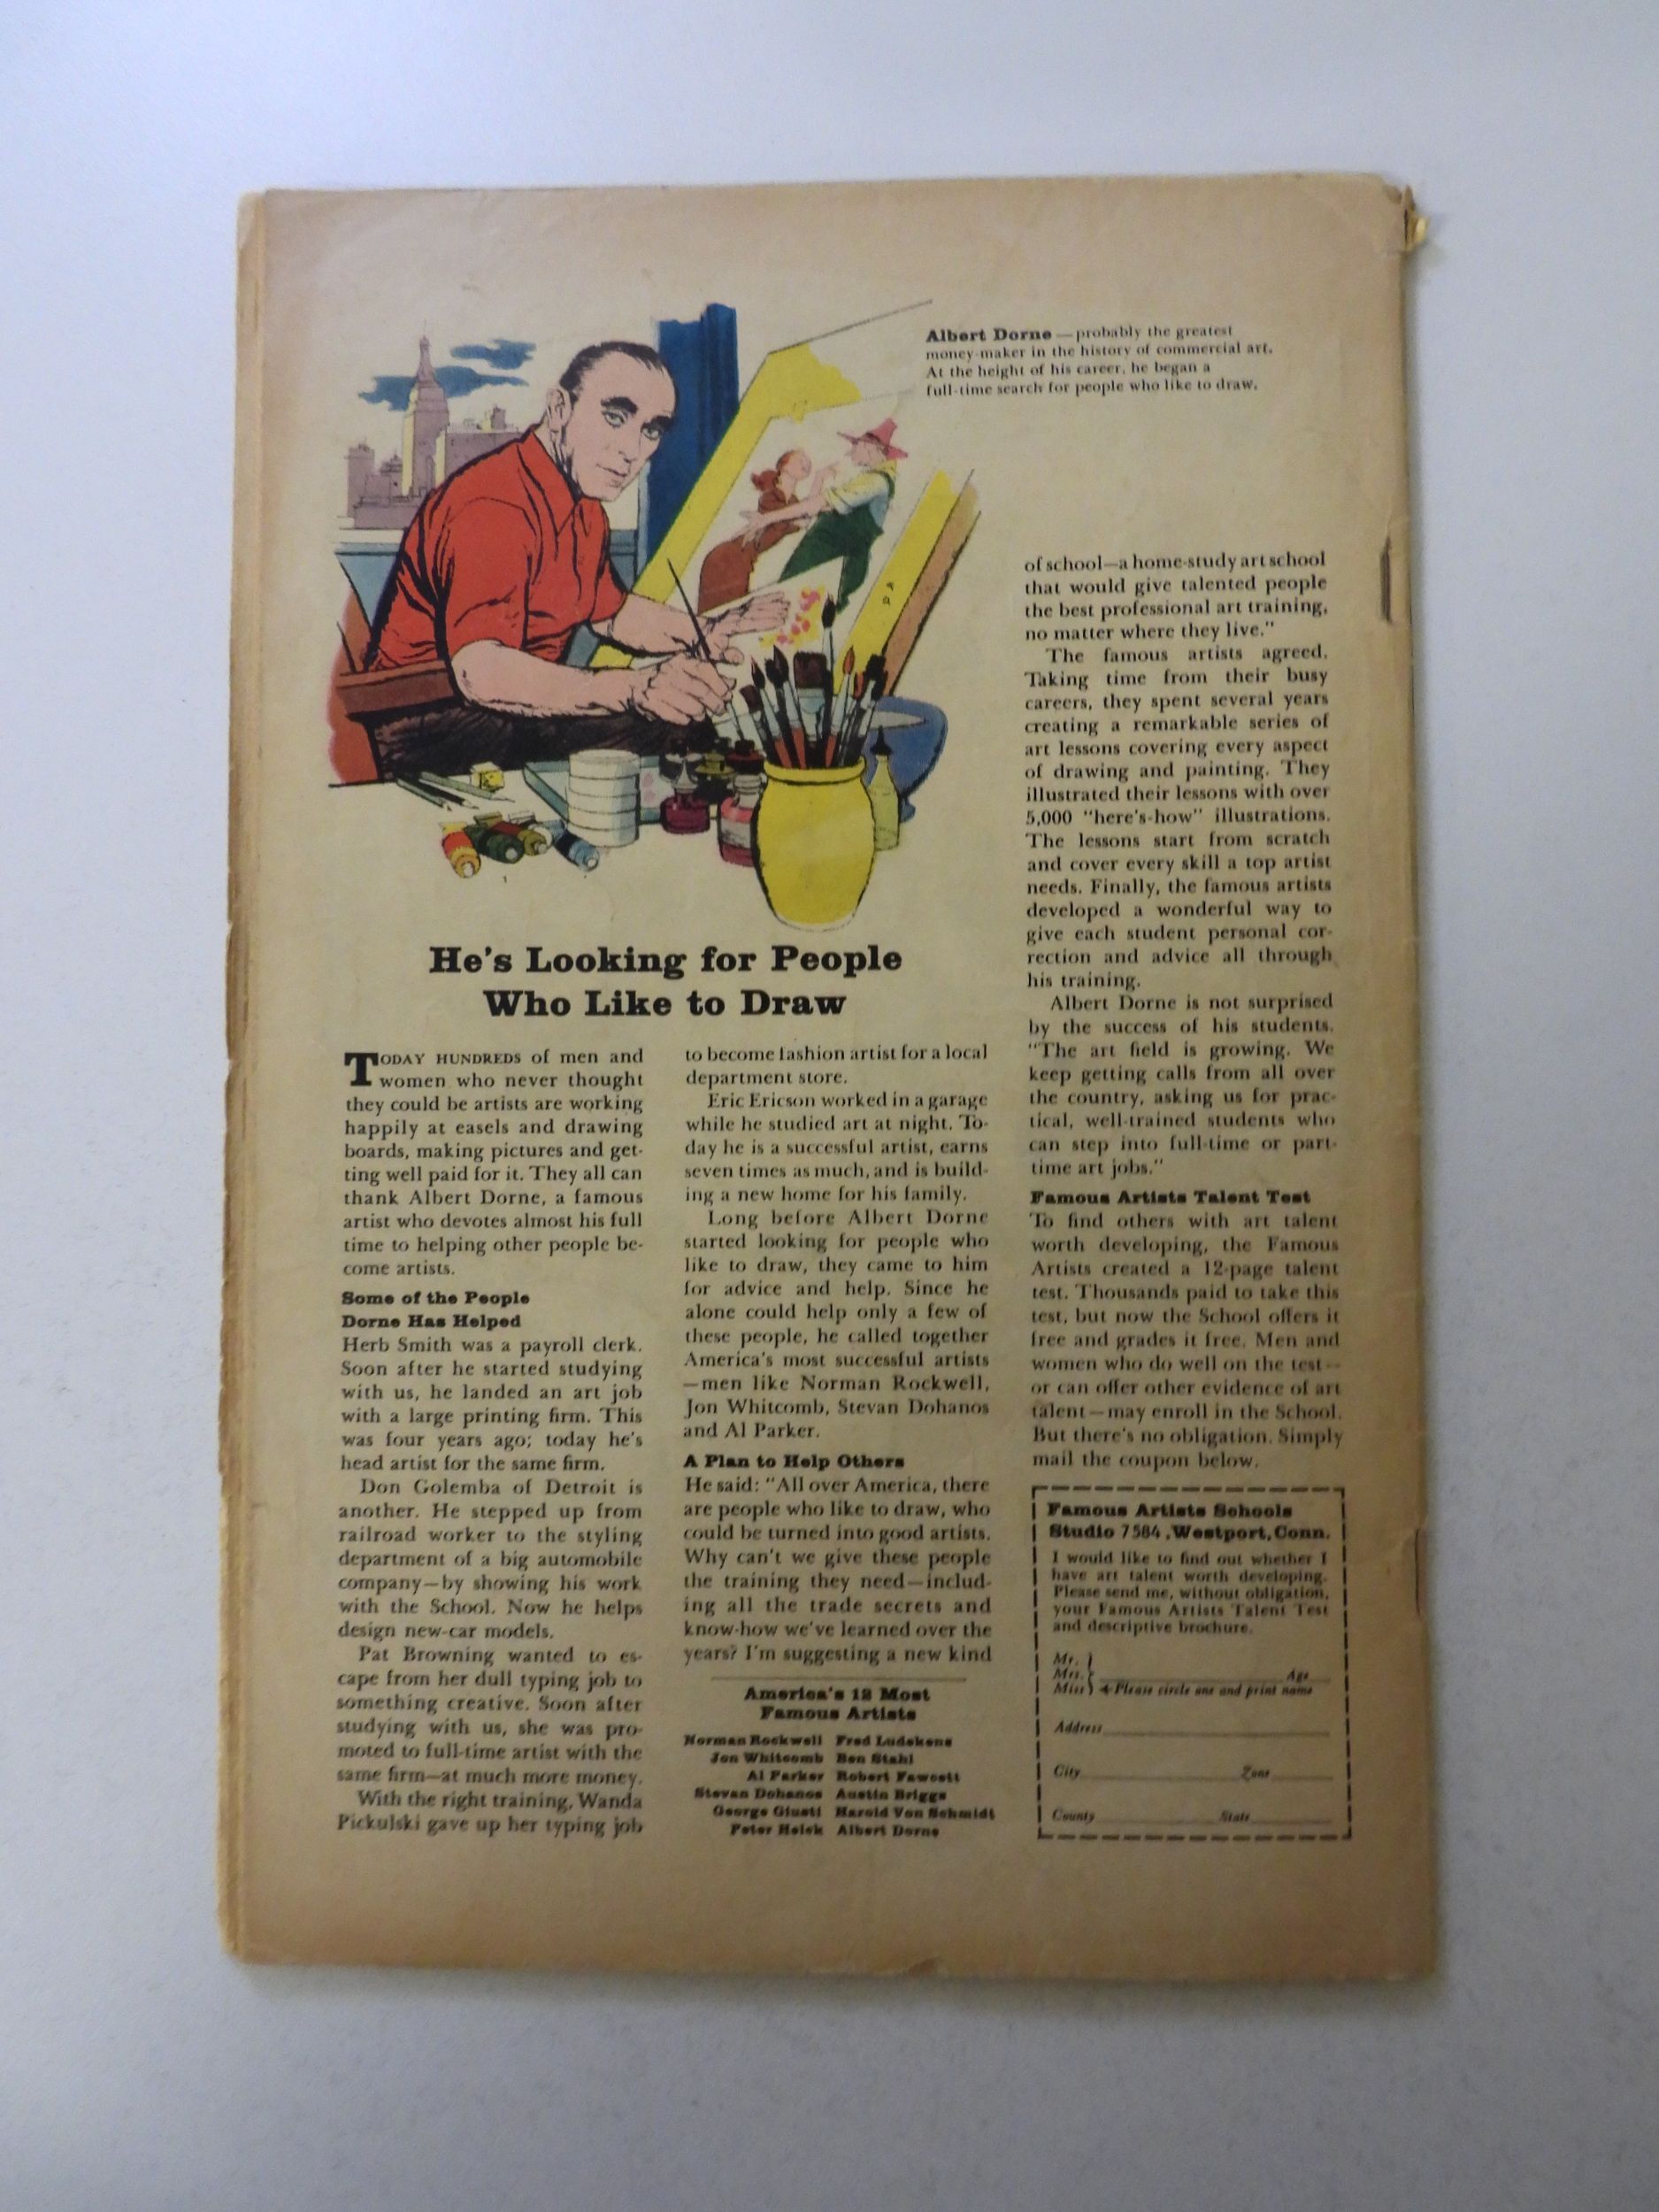 Albert Dorne — probably the greatest
money-maker in the history of commercial art.
At the height of his career, he began a
full-time search for people who like to draw.
He's Looking for People
Who Like to Draw
TODAY HUNDREDS of men and
women who never thought
they could be artists are working
happily at easels and drawing
boards, making pictures and get-
ting well paid for it. They all can
thank Albert Dorne, a famous
artist who devotes almost his full
time to helping other people be-
come artists.
Some of the People
Dorne Has Helped
Herb Smith was a payroll clerk.
Soon after he started studying
with us, he landed an art job
with a large printing firm. This
was four years ago; today he's
head artist for the same firm.
Don Golemba of Detroit is
another. He stepped up from
railroad worker to the styling
department of a big automobile
company—by showing his work
with the School. Now he helps
design new-car models.
Pat Browning wanted to es-
cape from her dull typing job to
something creative. Soon after
studying with us, she was pro-
moted to full-time artist with the
same firm—at much more money.
With the right training, Wanda
Pickulski gave up her typing job
to become fashion artist for a local
department store.
Eric Ericson worked in a garage
while he studied art at night. To-
day he is a successful artist, earns
seven times as much, and is build-
ing a new home for his family.
Long before Albert Dorne
started looking for people who
like to draw, they came to him
for advice and help. Since he
alone could help only a few of
these people, he called together
America's most successful artists
—men like Norman Rockwell,
Jon Whitcomb, Stevan Dohanos
and Al Parker.
A Plan to Help Others
He said: "All over America, there
are people who like to draw, who
could be turned into good artists.
Why can't we give these people
the training they need—includ-
ing all the trade secrets and
know-how we've learned over the
years? I'm suggesting a new kind
America's 12 Most
Famous Artists
Norman Rockwell Fred Ludekens
Jon Whitcomb Ben Stahl
Al Parker Robert Fawcett
Stevan Dohanos Austin Briggs
George Giusti Harold Von Schmidt
Peter Helck Albert Dorne
of school—a home-study art school
that would give talented people
the best professional art training,
no matter where they live."
The famous artists agreed.
Taking time from their busy
careers, they spent several years
creating a remarkable series of
art lessons covering every aspect
of drawing and painting. They
illustrated their lessons with over
5,000 "here's-how" illustrations.
The lessons start from scratch
and cover every skill a top artist
needs. Finally, the famous artists
developed a wonderful way to
give each student personal cor-
rection and advice all through
his training.
Albert Dorne is not surprised
by the success of his students.
"The art field is growing. We
keep getting calls from all over
the country, asking us for prac-
tical, well-trained students who
can step into full-time or part-
time art jobs."
Famous Artists Talent Test
To find others with art talent
worth developing, the Famous
Artists created a 12-page talent
test. Thousands paid to take this
test, but now the School offers it
free and grades it free. Men and
women who do well on the test—
or can offer other evidence of art
talent—may enroll in the School.
But there's no obligation. Simply
mail the coupon below.
Famous Artists Schools
Studio 7584, Westport, Conn.
I would like to find out whether I
have art talent worth developing.
Please send me, without obligation,
your Famous Artists Talent Test
and descriptive brochure.
Mr.
Mrs. Age
Miss Please circle one and print name
Address
City Zone
County State